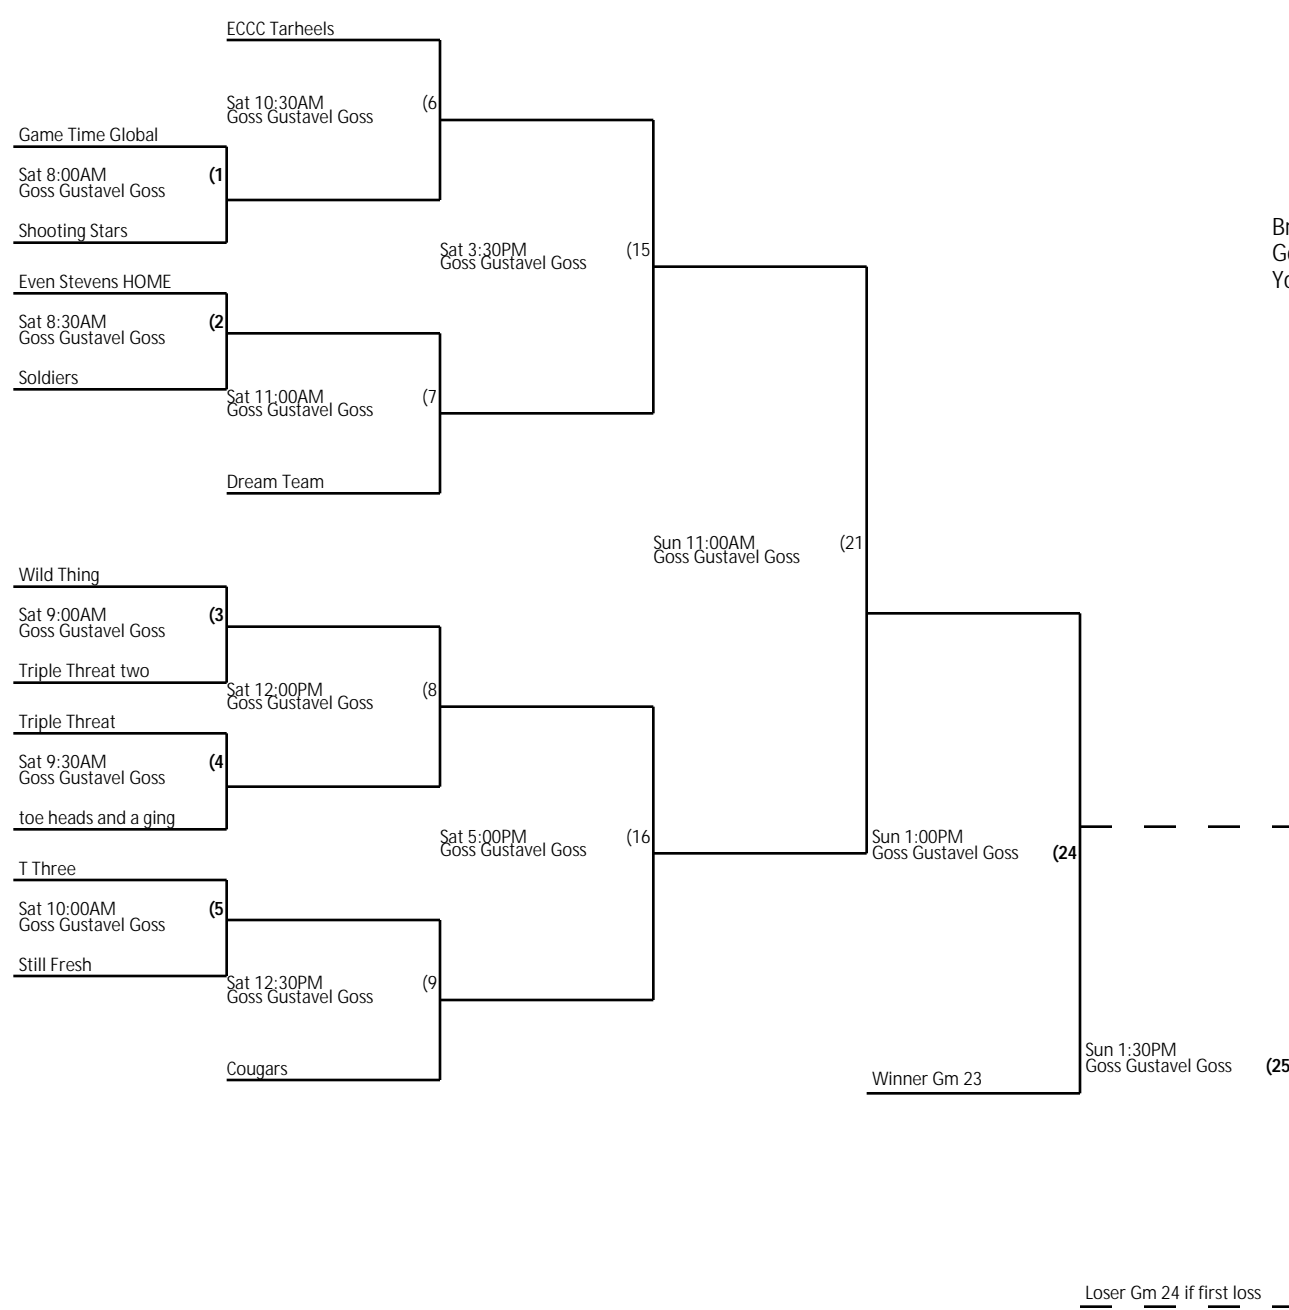 ECCC Tarheels
Sat 10:30AM (6
Goss Gustavel Goss
Game Time Global
Sat 8:00AM (1
Goss Gustavel Goss
Shooting Stars
Sat 3:30PM (15
Goss Gustavel Goss
Even Stevens HOME
Sat 8:30AM (2
Goss Gustavel Goss
Soldiers
Sat 11:00AM (7
Goss Gustavel Goss
Dream Team
Sun 11:00AM (21
Goss Gustavel Goss
Wild Thing
Sat 9:00AM (3
Goss Gustavel Goss
Triple Threat two
Sat 12:00PM (8
Goss Gustavel Goss
Triple Threat
Sat 9:30AM (4
Goss Gustavel Goss
toe heads and a ging
Sat 5:00PM (16
Goss Gustavel Goss
Sun 1:00PM
Goss Gustavel Goss (24
T Three
Sat 10:00AM (5
Goss Gustavel Goss
Still Fresh
Sat 12:30PM (9
Goss Gustavel Goss
Cougars
Sun 1:30PM
Goss Gustavel Goss (25
Winner Gm 23
Loser Gm 24 if first loss